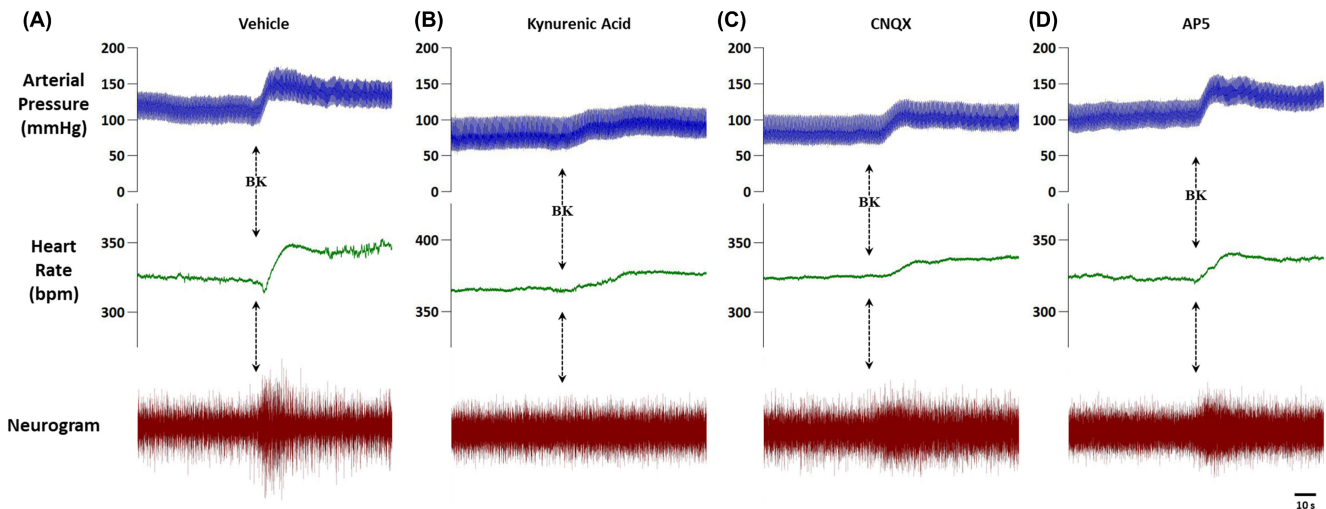 (A) Vehicle
(B) Kynurenic Acid
(C) CNQX
(D) AP5
Arterial
Pressure
(mmHg)
200
150
100
50
0
200
150
100
50
0
200
150
100
50
0
200
150
100
50
0
BK
BK
BK
BK
Heart
Rate
(bpm)
350
300
400
350
350
300
350
300
Neurogram
10 s